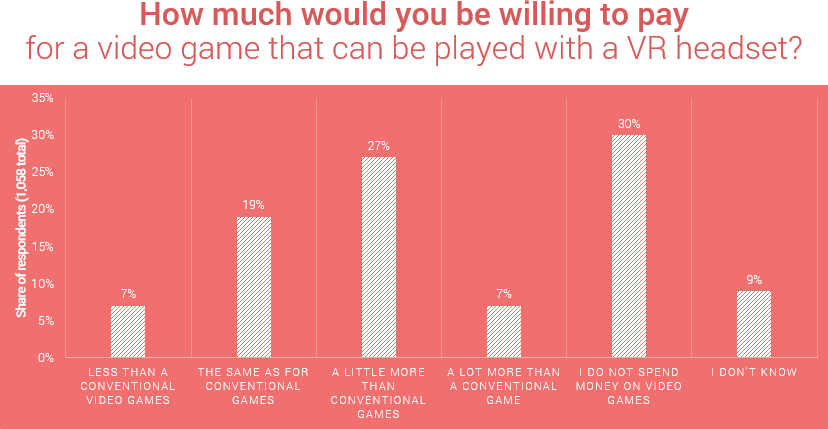 How much would you be willing to pay
for a video game that can be played with a VR headset?
Share of respondents (1,058 total)
35%
30%
25%
20%
15%
10%
5%
0%
7%
19%
27%
7%
30%
9%
LESS THAN A
CONVENTIONAL
VIDEO GAMES
THE SAME AS FOR
CONVENTIONAL
GAMES
A LITTLE MORE
THAN
CONVENTIONAL
GAMES
A LOT MORE THAN
A CONVENTIONAL
GAME
I DO NOT SPEND
MONEY ON VIDEO
GAMES
I DON'T KNOW